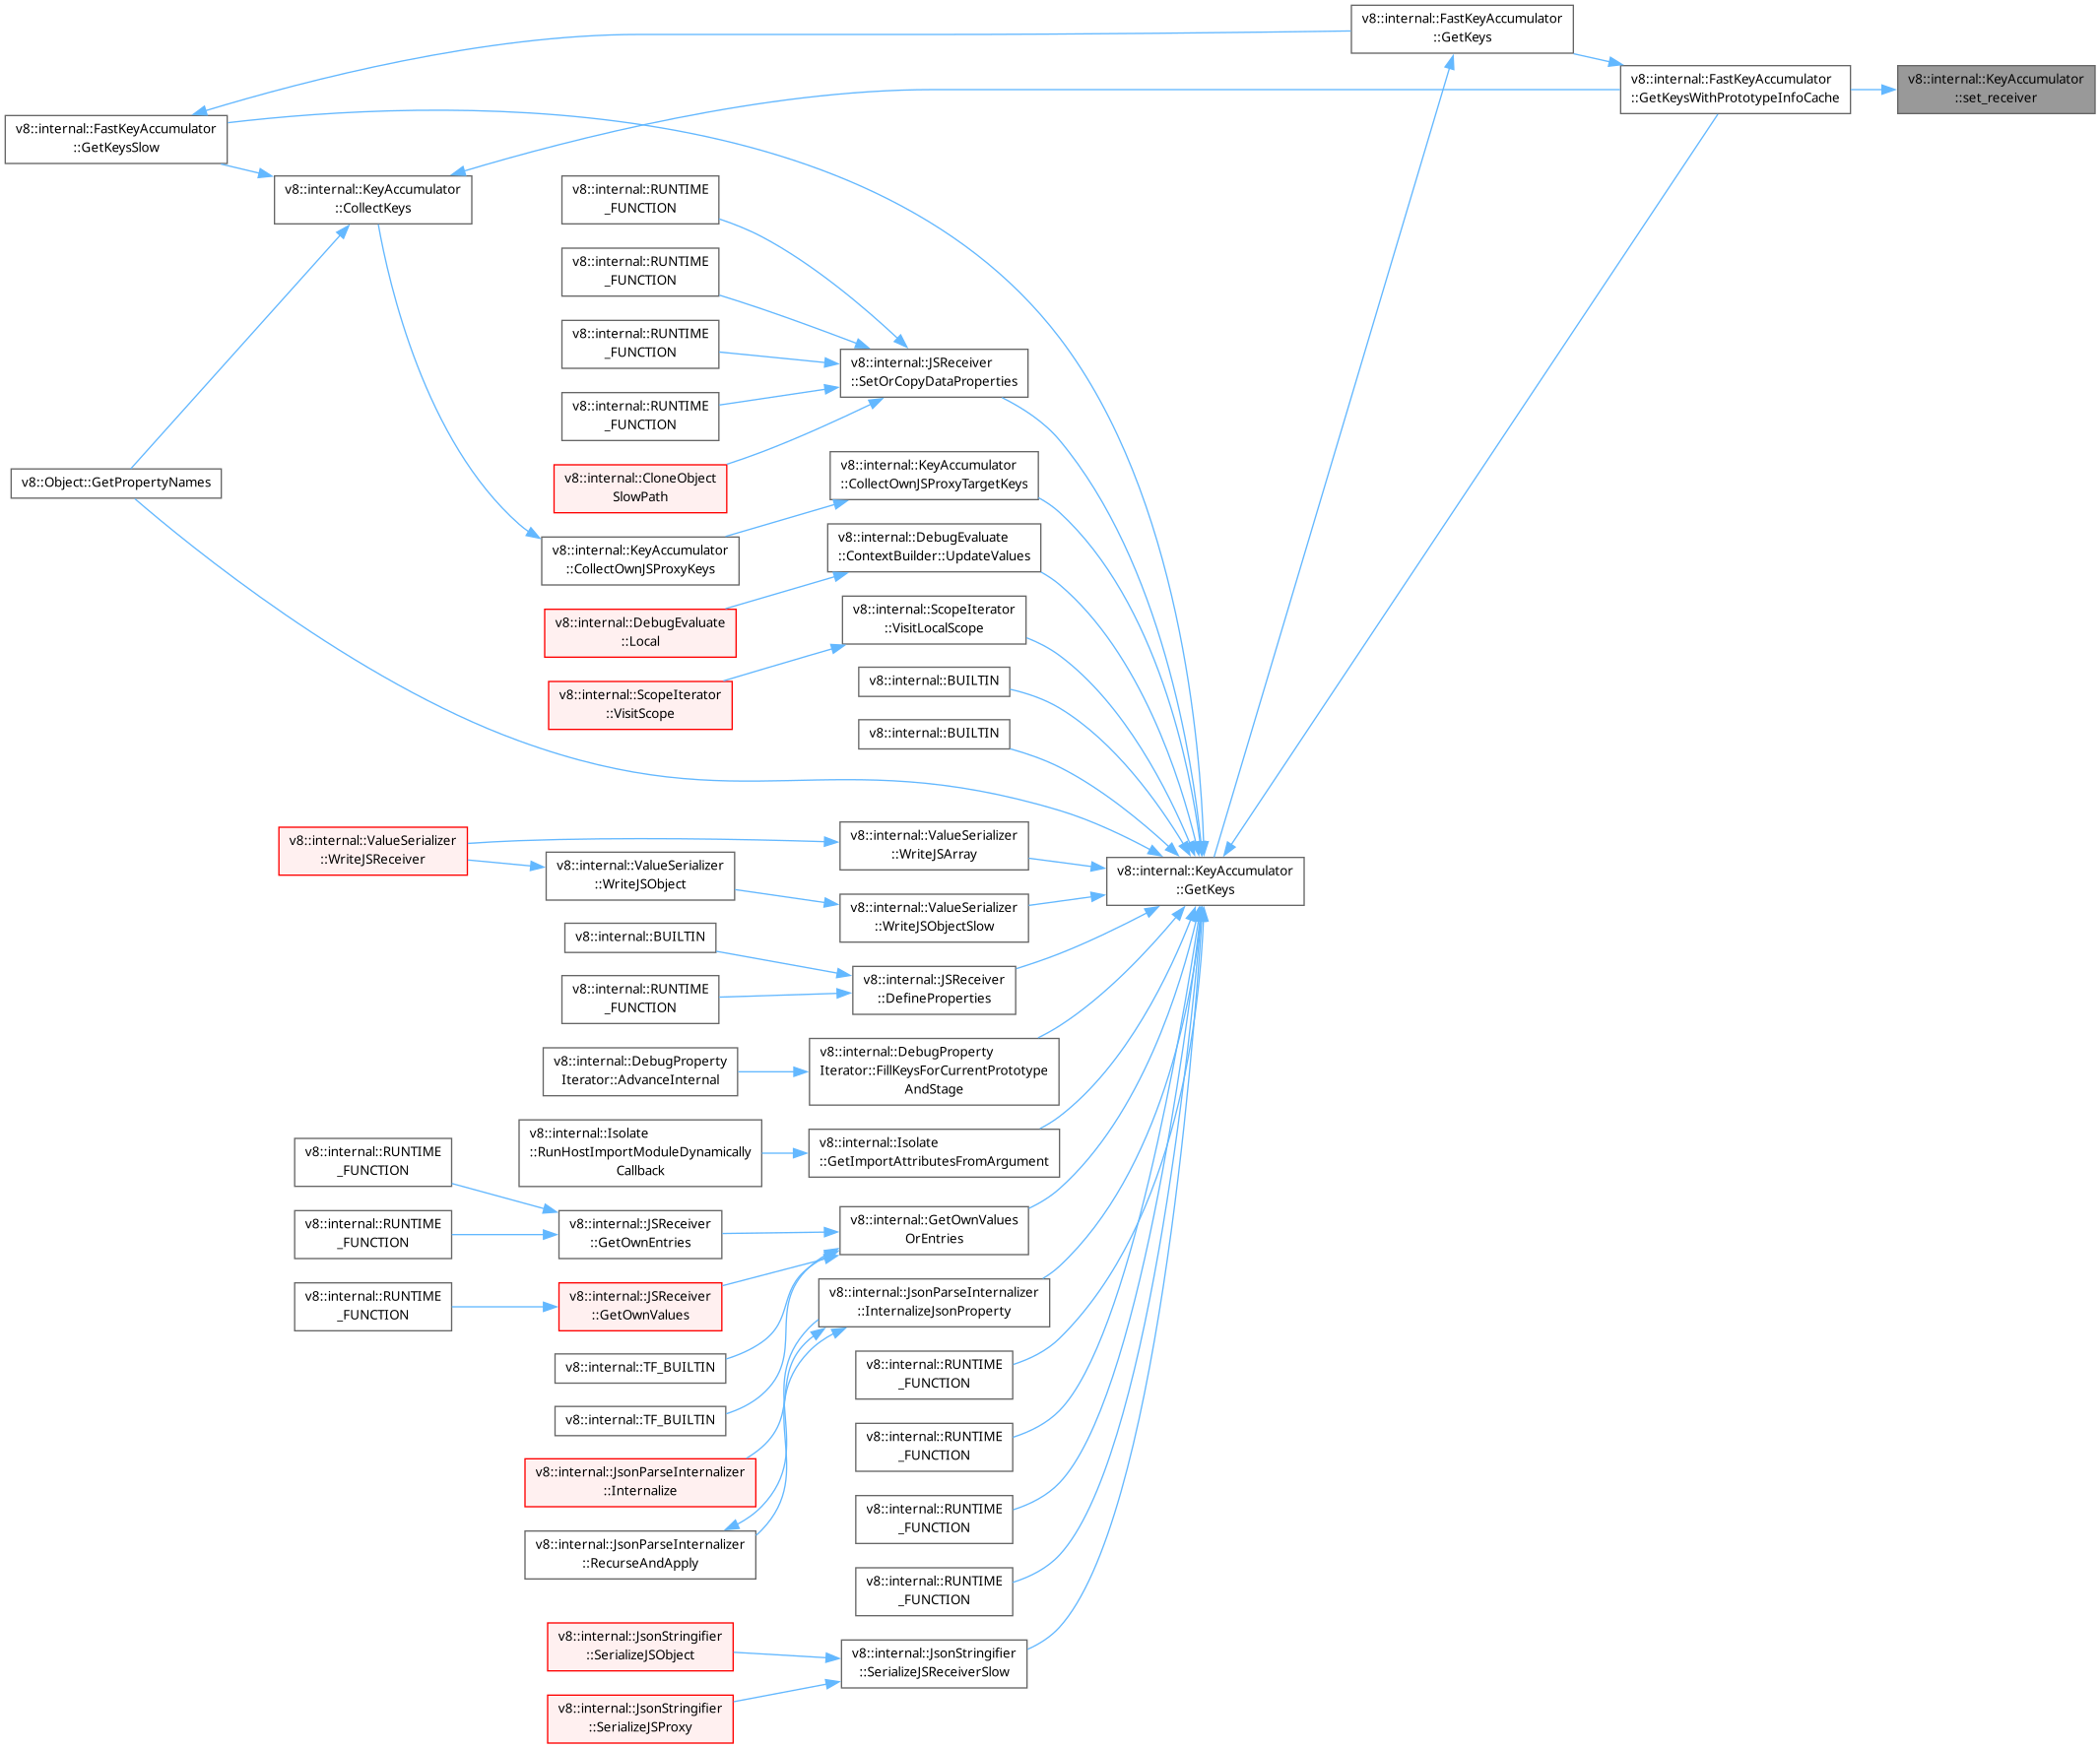 v8::internal::FastKeyAccumulator
::GetKeys
v8::internal::FastKeyAccumulator
::GetKeysWithPrototypeInfoCache
v8::internal::KeyAccumulator
::set_receiver
v8::internal::FastKeyAccumulator
::GetKeysSlow
v8::internal::KeyAccumulator
::CollectKeys
v8::internal::RUNTIME
_FUNCTION
v8::internal::RUNTIME
_FUNCTION
v8::internal::RUNTIME
_FUNCTION
v8::internal::JSReceiver
::SetOrCopyDataProperties
v8::internal::RUNTIME
_FUNCTION
v8::internal::KeyAccumulator
::CollectOwnJSProxyTargetKeys
v8::Object::GetPropertyNames
v8::internal::CloneObject
SlowPath
v8::internal::DebugEvaluate
::ContextBuilder::UpdateValues
v8::internal::KeyAccumulator
::CollectOwnJSProxyKeys
v8::internal::ScopeIterator
::VisitLocalScope
v8::internal::DebugEvaluate
::Local
v8::internal::BUILTIN
v8::internal::ScopeIterator
::VisitScope
v8::internal::BUILTIN
v8::internal::ValueSerializer
::WriteJSReceiver
v8::internal::ValueSerializer
::WriteJSArray
v8::internal::ValueSerializer
::WriteJSObject
v8::internal::KeyAccumulator
::GetKeys
v8::internal::ValueSerializer
::WriteJSObjectSlow
v8::internal::BUILTIN
v8::internal::JSReceiver
::DefineProperties
v8::internal::RUNTIME
_FUNCTION
v8::internal::DebugProperty
Iterator::AdvanceInternal
v8::internal::DebugProperty
Iterator::FillKeysForCurrentPrototype
AndStage
v8::internal::Isolate
::RunHostImportModuleDynamically
Callback
v8::internal::Isolate
::GetImportAttributesFromArgument
v8::internal::RUNTIME
_FUNCTION
v8::internal::RUNTIME
_FUNCTION
v8::internal::JSReceiver
::GetOwnEntries
v8::internal::GetOwnValues
OrEntries
v8::internal::RUNTIME
_FUNCTION
v8::internal::JSReceiver
::GetOwnValues
v8::internal::JsonParseInternalizer
::InternalizeJsonProperty
v8::internal::TF_BUILTIN
v8::internal::RUNTIME
_FUNCTION
v8::internal::TF_BUILTIN
v8::internal::RUNTIME
_FUNCTION
v8::internal::JsonParseInternalizer
::Internalize
v8::internal::RUNTIME
_FUNCTION
v8::internal::JsonParseInternalizer
::RecurseAndApply
v8::internal::RUNTIME
_FUNCTION
v8::internal::JsonStringifier
::SerializeJSObject
v8::internal::JsonStringifier
::SerializeJSReceiverSlow
v8::internal::JsonStringifier
::SerializeJSProxy